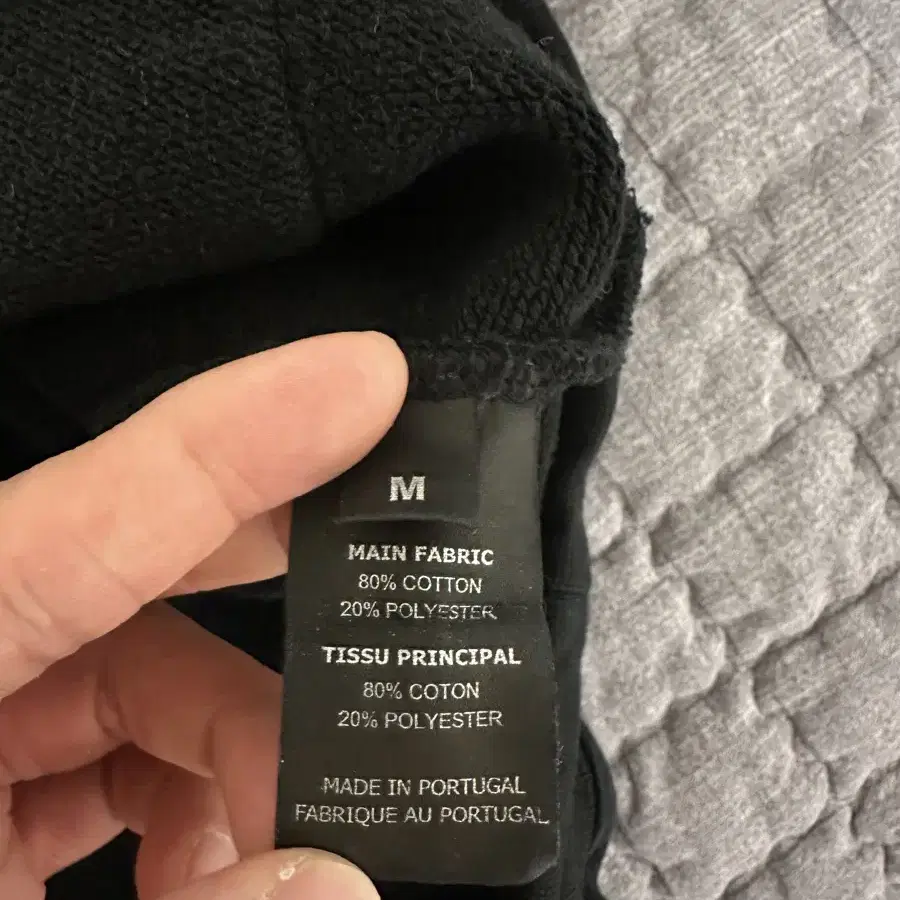 M
MAIN FABRIC
80% COTTON
20% POLYESTER
TISSU PRINCIPAL
80% COTON
20% POLYESTER
MADE IN PORTUGAL
FABRIQUE AU PORTUGAL